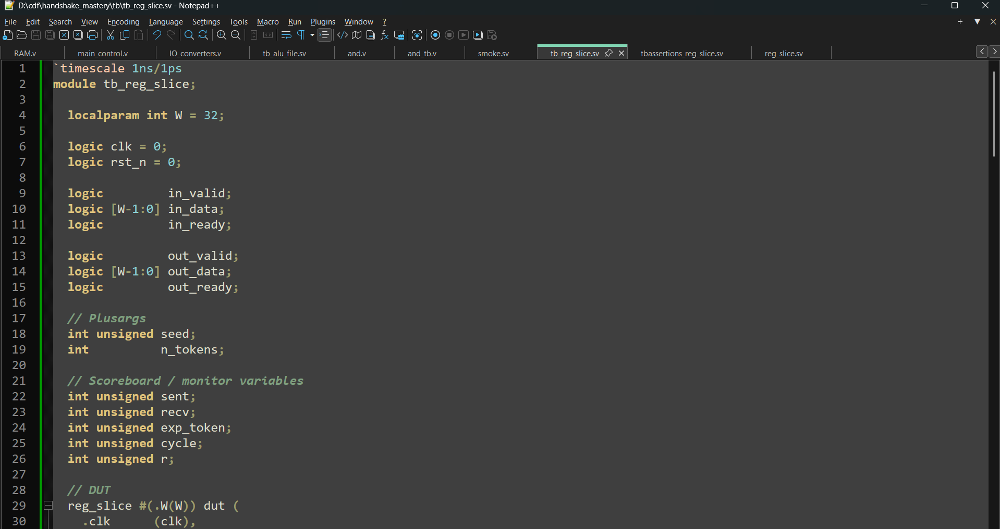 D:\cdf\handshake_mastery\tb\tb_reg_slice.sv - Notepad++
File Edit Search View Encoding Language Settings Tools Macro Run Plugins Window ?
RAM.v main_control.v IO_converters.v tb_alu_file.sv and.v and_tb.v smoke.sv tb_reg_slice.sv tbassertions_reg_slice.sv reg_slice.sv
1 `timescale 1ns/1ps
2 module tb_reg_slice;
3
4 localparam int W = 32;
5
6 logic clk = 0;
7 logic rst_n = 0;
8
9 logic in_valid;
10 logic [W-1:0] in_data;
11 logic in_ready;
12
13 logic out_valid;
14 logic [W-1:0] out_data;
15 logic out_ready;
16
17 // Plusargs
18 int unsigned seed;
19 int n_tokens;
20
21 // Scoreboard / monitor variables
22 int unsigned sent;
23 int unsigned recv;
24 int unsigned exp_token;
25 int unsigned cycle;
26 int unsigned r;
27
28 // DUT
29 reg_slice #(.W(W)) dut (
30 .clk (clk),